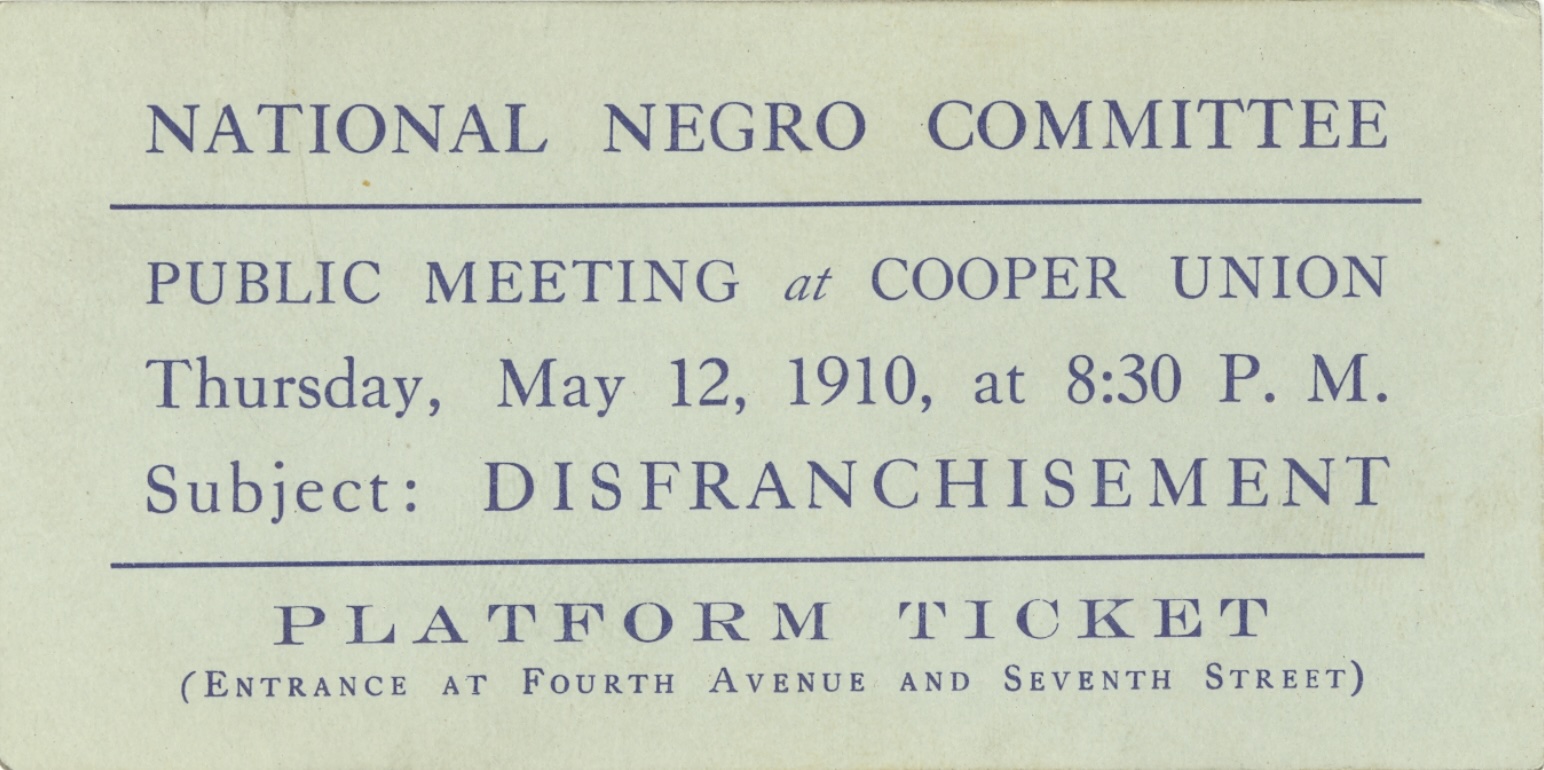 NATIONAL NEGRO COMMITTEE
PUBLIC MEETING at COOPER UNION
Thursday, May 12, 1910, at 8:30 P. M.
Subject: DISFRANCHISEMENT
PLATFORM TICKET
(ENTRANCE AT FOURTH AVENUE AND SEVENTH STREET)